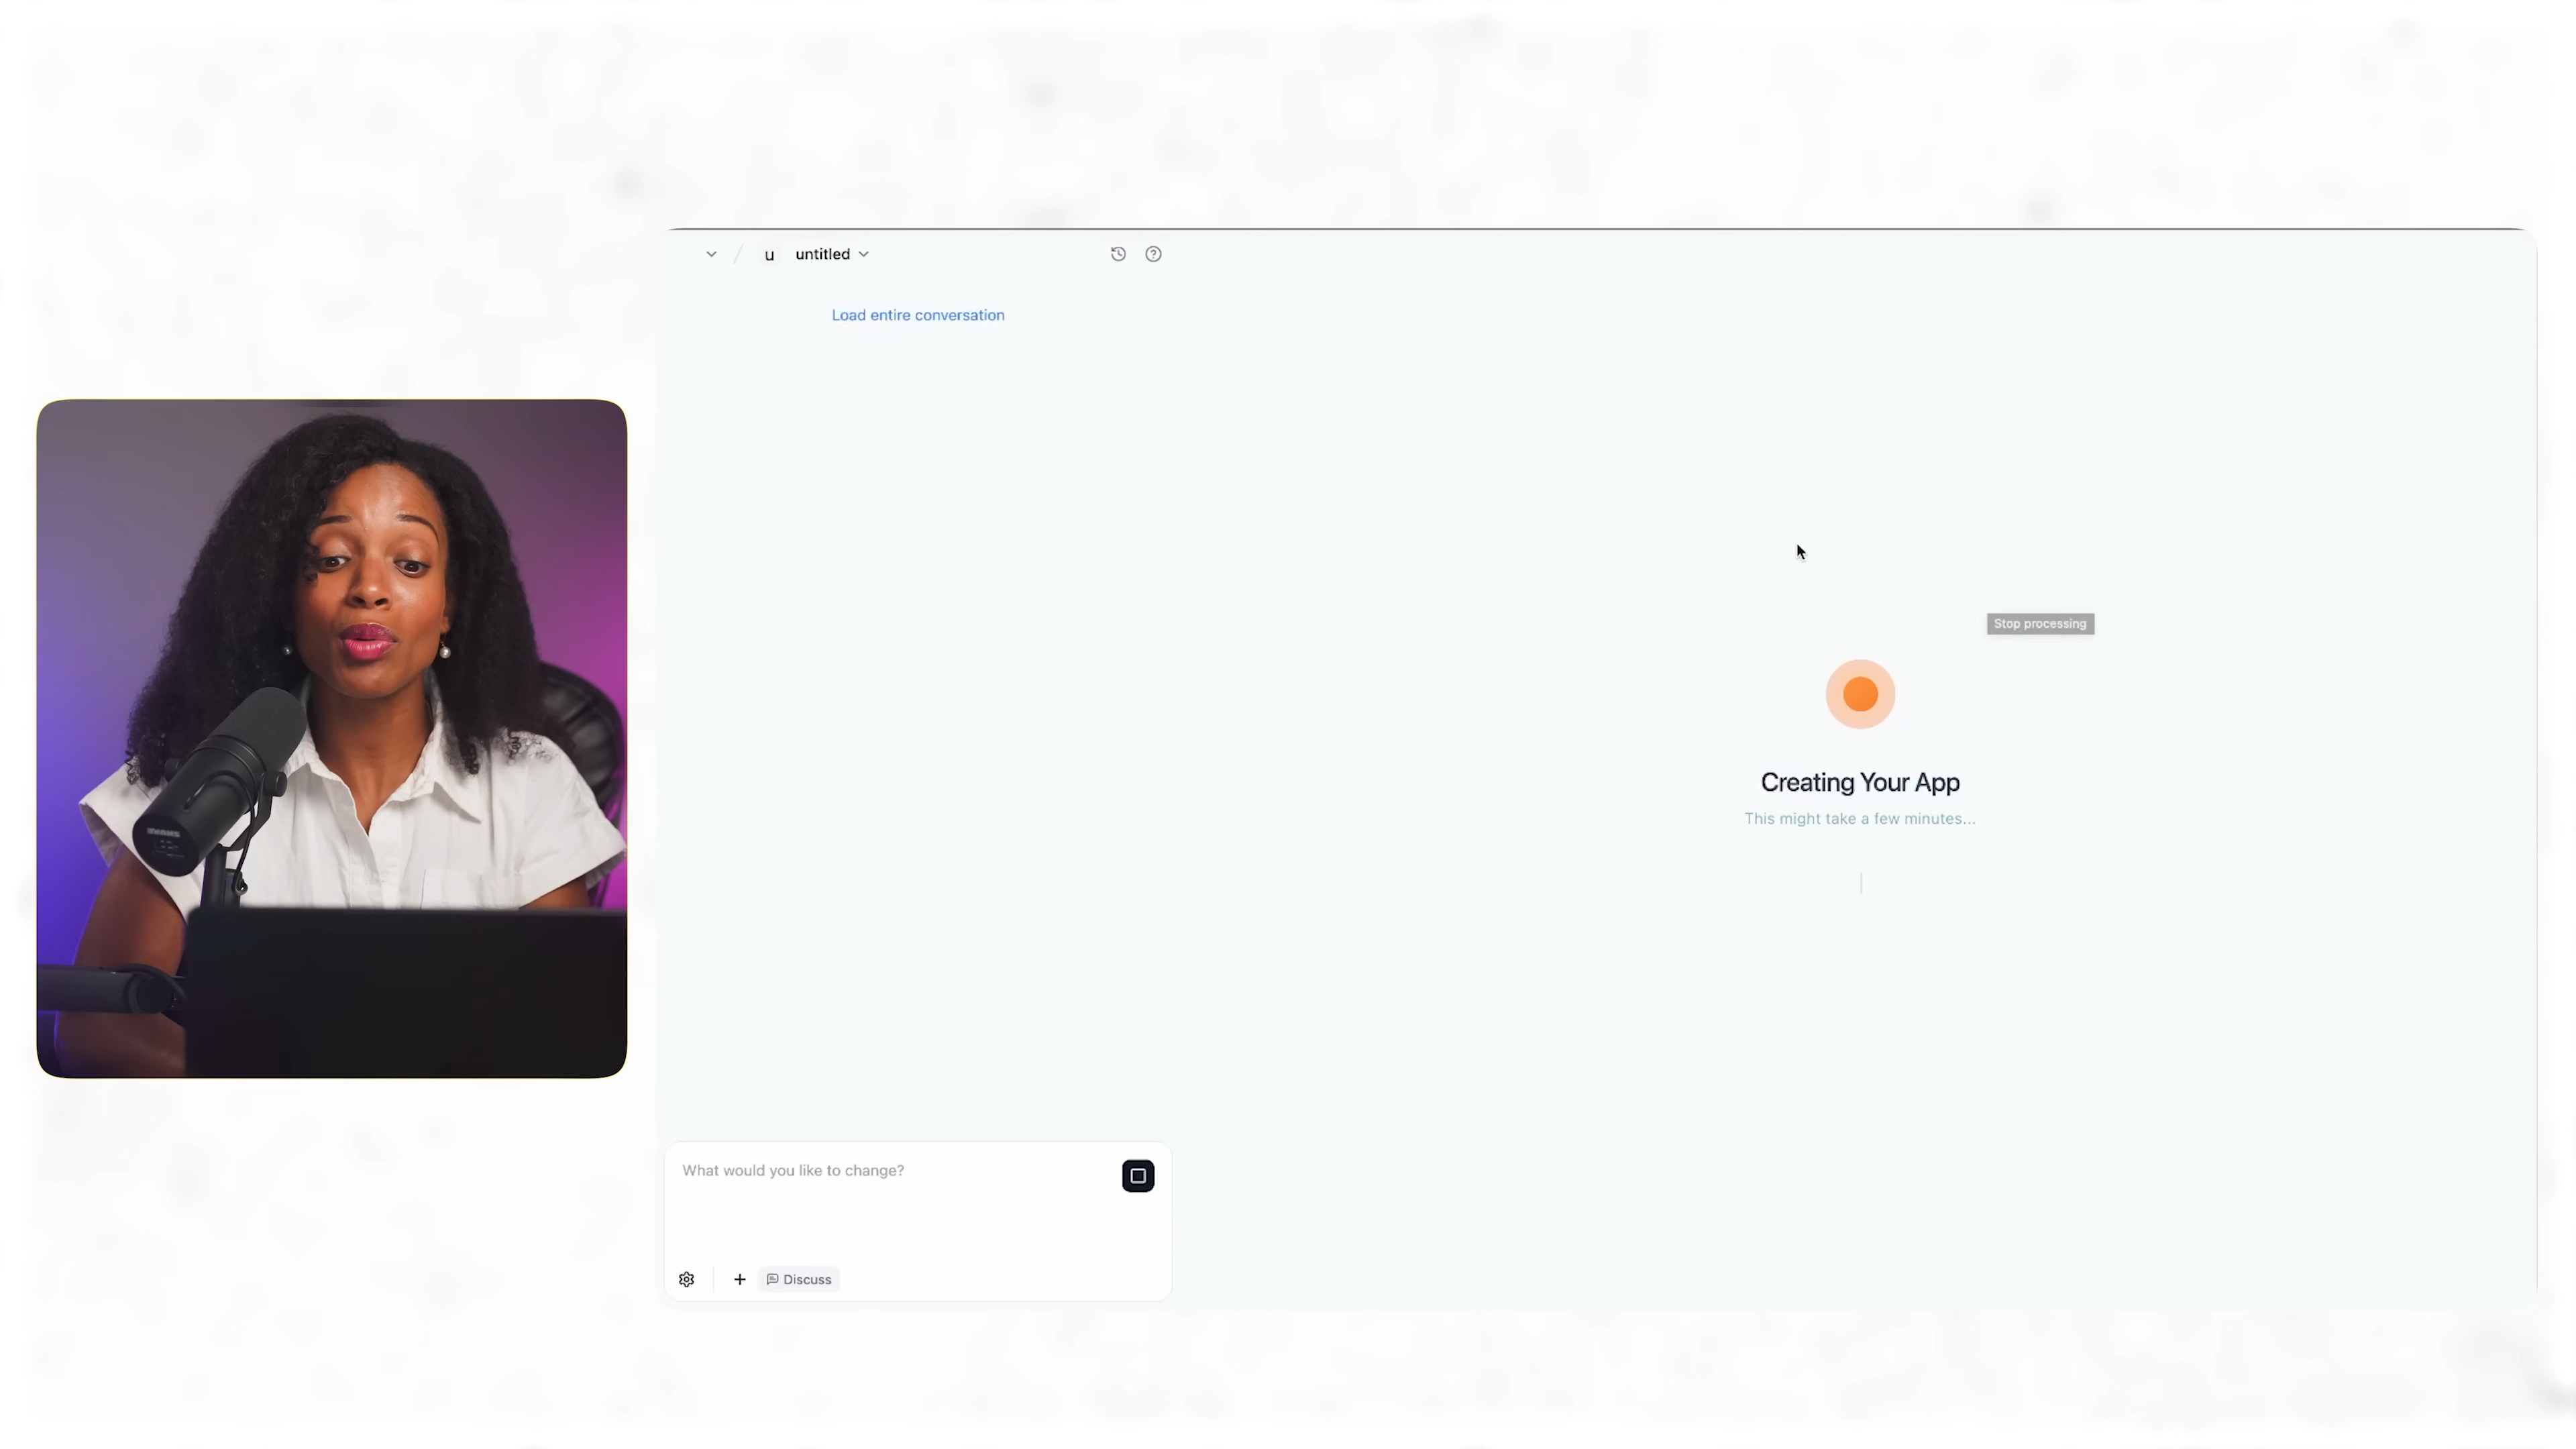 u untitled
Load entire conversation
Stop processing
Creating Your App
This might take a few minutes...
What would you like to change?
Discuss